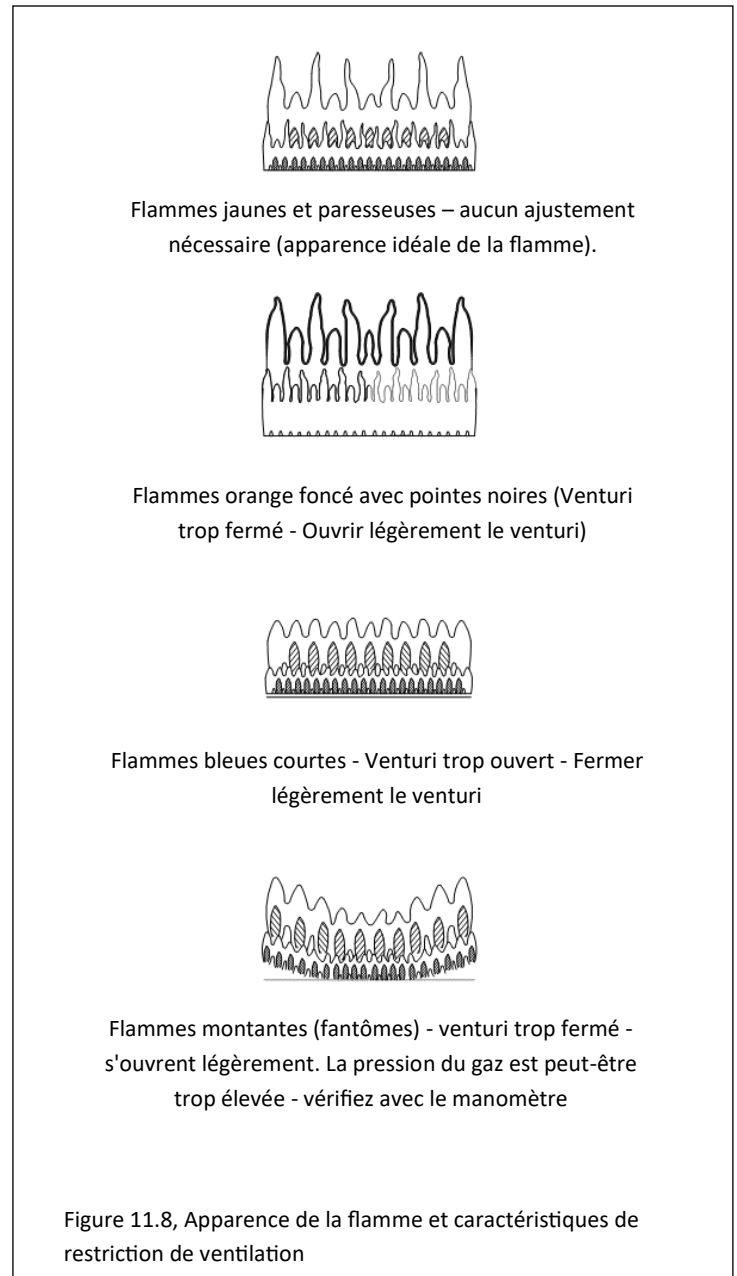 Flammes jaunes et paresseuses – aucun ajustement
nécessaire (apparence idéale de la flamme).
Flammes orange foncé avec pointes noires (Venturi
trop fermé - Ouvrir légèrement le venturi)
Flammes bleues courtes - Venturi trop ouvert - Fermer
légèrement le venturi
Flammes montantes (fantômes) - venturi trop fermé -
s'ouvrent légèrement. La pression du gaz est peut-être
trop élevée - vérifiez avec le manomètre
Figure 11.8, Apparence de la flamme et caractéristiques de
restriction de ventilation